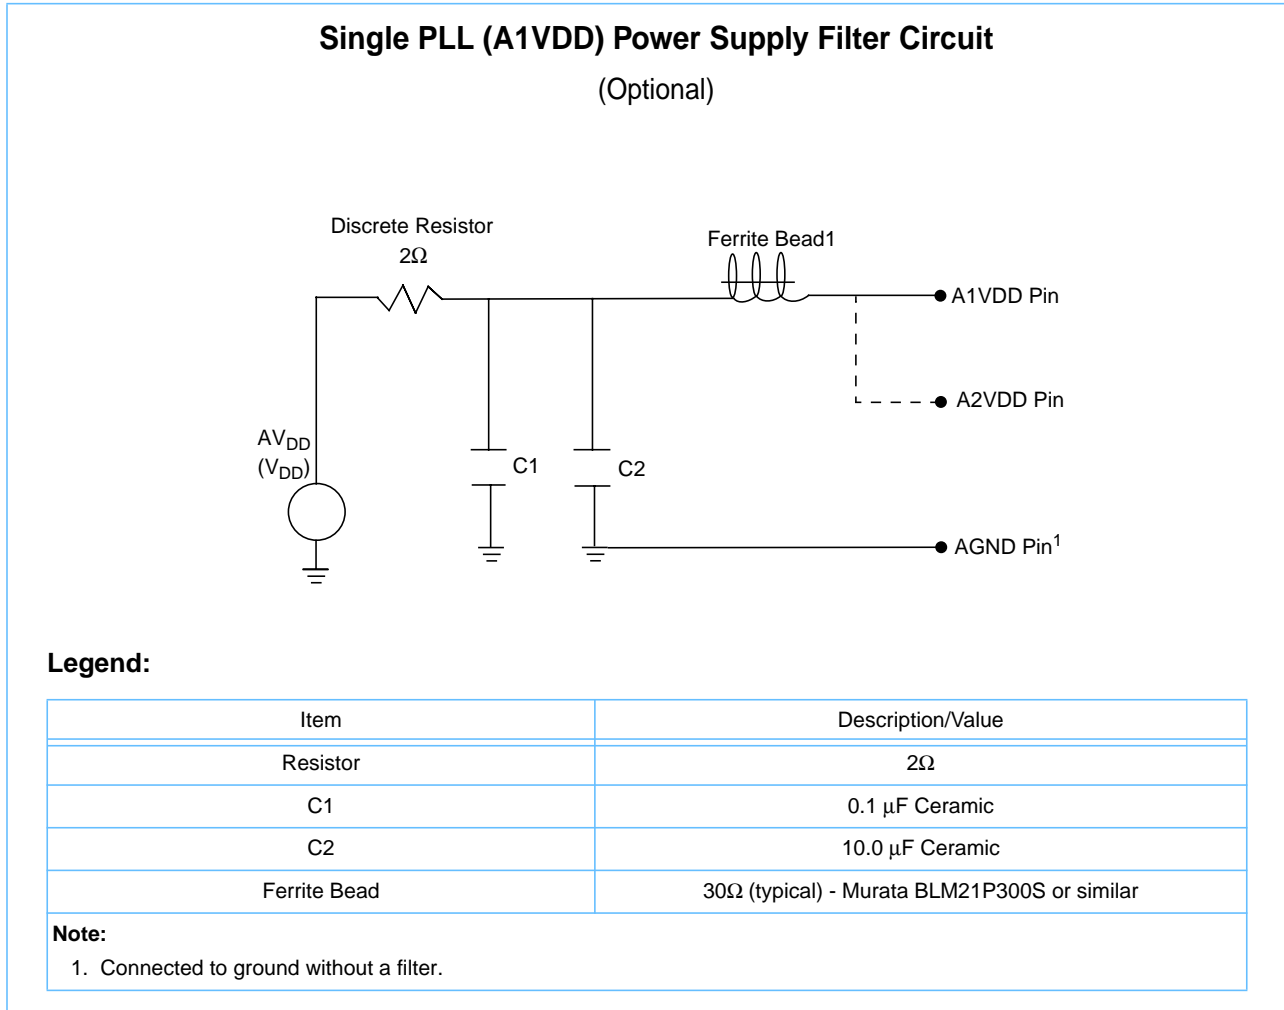 Single PLL (A1VDD) Power Supply Filter Circuit
(Optional)
Discrete Resistor
2Ω
Ferrite Bead1
A1VDD Pin
A2VDD Pin
AVDD
(VDD)
C1
C2
AGND Pin1
Legend:
Item Description/Value
Resistor 2Ω
C1 0.1 μF Ceramic
C2 10.0 μF Ceramic
Ferrite Bead 30Ω (typical) - Murata BLM21P300S or similar
Note:
1. Connected to ground without a filter.